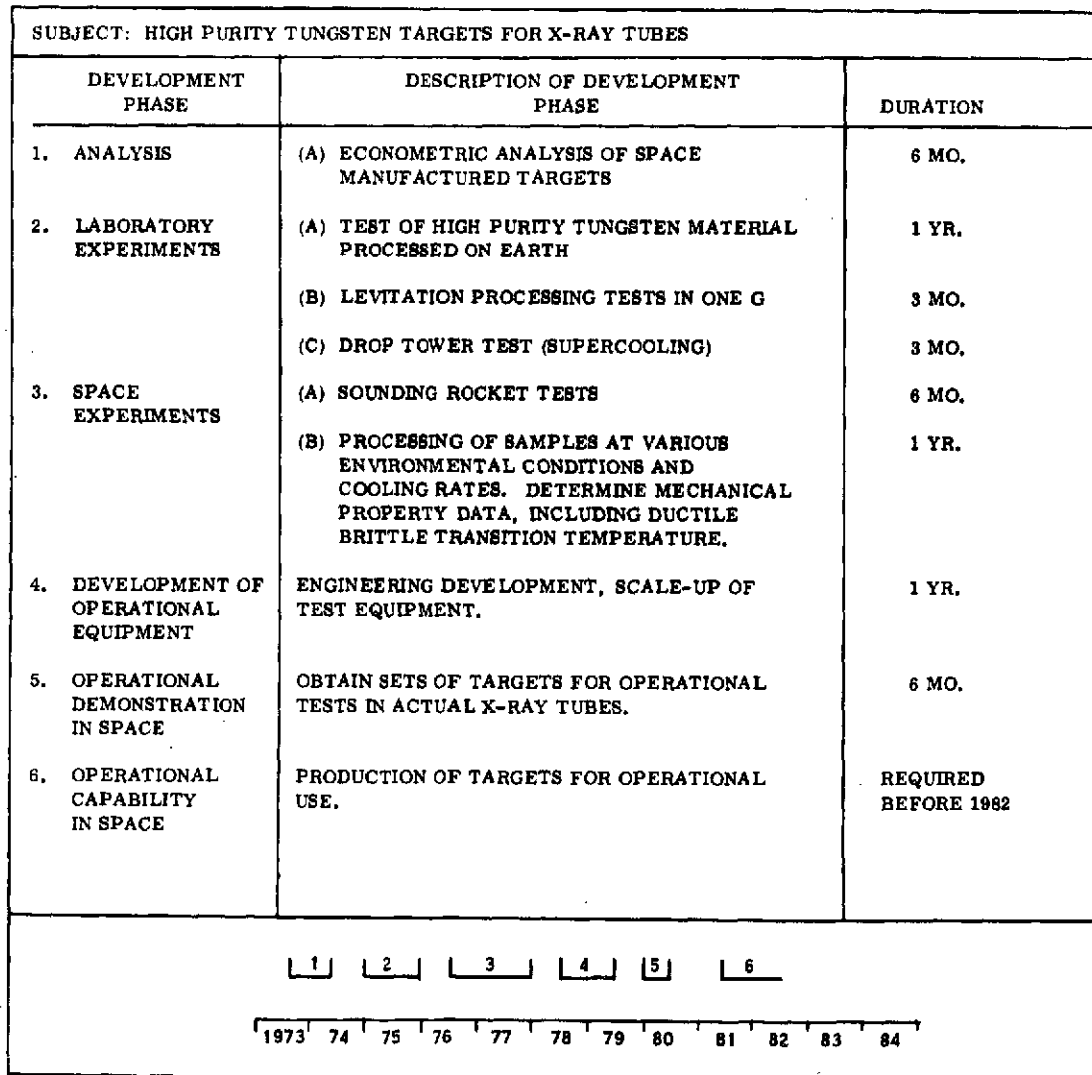 SUBJECT: HIGH PURITY TUNGSTEN TARGETS FOR X-RAY TUBES
DEVELOPMENT
PHASE
DESCRIPTION OF DEVELOPMENT
PHASE
DURATION
1. ANALYSIS
(A) ECONOMETRIC ANALYSIS OF SPACE
MANUFACTURED TARGETS
6 MO.
2. LABORATORY
EXPERIMENTS
(A) TEST OF HIGH PURITY TUNGSTEN MATERIAL
PROCESSED ON EARTH
1 YR.
(B) LEVITATION PROCESSING TESTS IN ONE G
3 MO.
(C) DROP TOWER TEST (SUPERCOOLING)
3 MO.
3. SPACE
EXPERIMENTS
(A) SOUNDING ROCKET TESTS
6 MO.
(B) PROCESSING OF SAMPLES AT VARIOUS
ENVIRONMENTAL CONDITIONS AND
COOLING RATES. DETERMINE MECHANICAL
PROPERTY DATA, INCLUDING DUCTILE
BRITTLE TRANSITION TEMPERATURE.
1 YR.
4. DEVELOPMENT OF
OPERATIONAL
EQUIPMENT
ENGINEERING DEVELOPMENT, SCALE-UP OF
TEST EQUIPMENT.
1 YR.
5. OPERATIONAL
DEMONSTRATION
IN SPACE
OBTAIN SETS OF TARGETS FOR OPERATIONAL
TESTS IN ACTUAL X-RAY TUBES.
6 MO.
6. OPERATIONAL
CAPABILITY
IN SPACE
PRODUCTION OF TARGETS FOR OPERATIONAL
USE.
REQUIRED
BEFORE 1982
1 2 3 4 5 6
1973 74 75 76 77 78 79 80 81 82 83 84